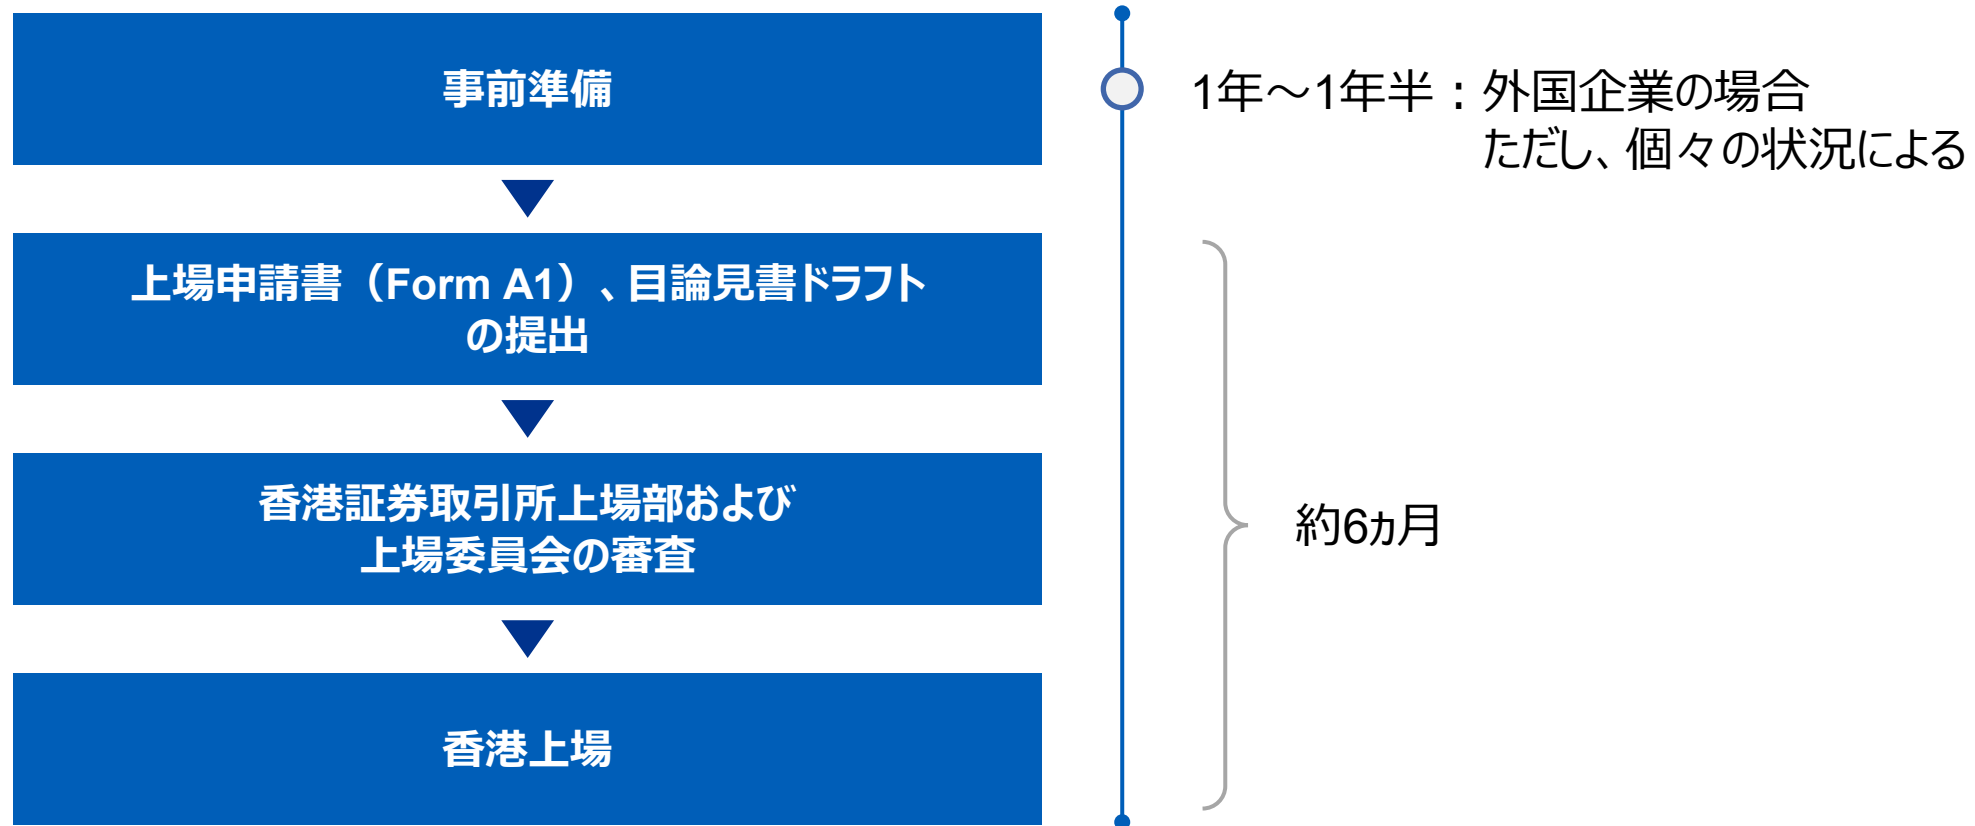 事前準備
1年～1年半：外国企業の場合
ただし、個々の状況による
上場申請書（Form A1）、目論見書ドラフト
の提出
香港証券取引所上場部および
上場委員会の審査
約6ヵ月
香港上場